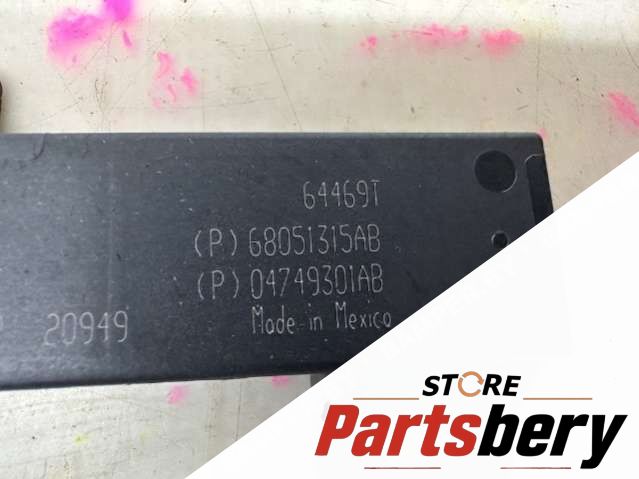 64469T
(P) 68051315AB
(P) 04749301AB
20949 Made in Mexico
STORE
Partsbery